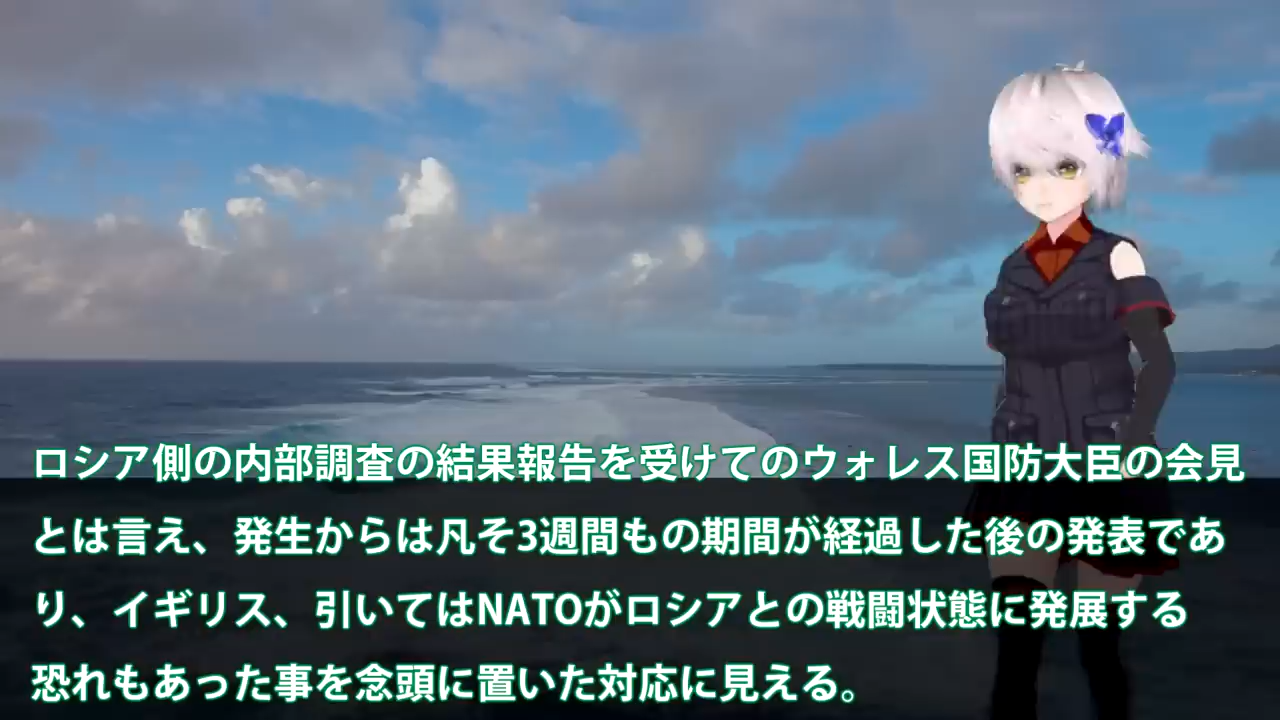 ロシア側の内部調査の結果報告を受けてのウォレス国防大臣の会見
とは言え、発生からは凡そ3週間もの期間が経過した後の発表であ
り、イギリス、引いてはNATOがロシアとの戦闘状態に発展する
恐れもあった事を念頭に置いた対応に見える。